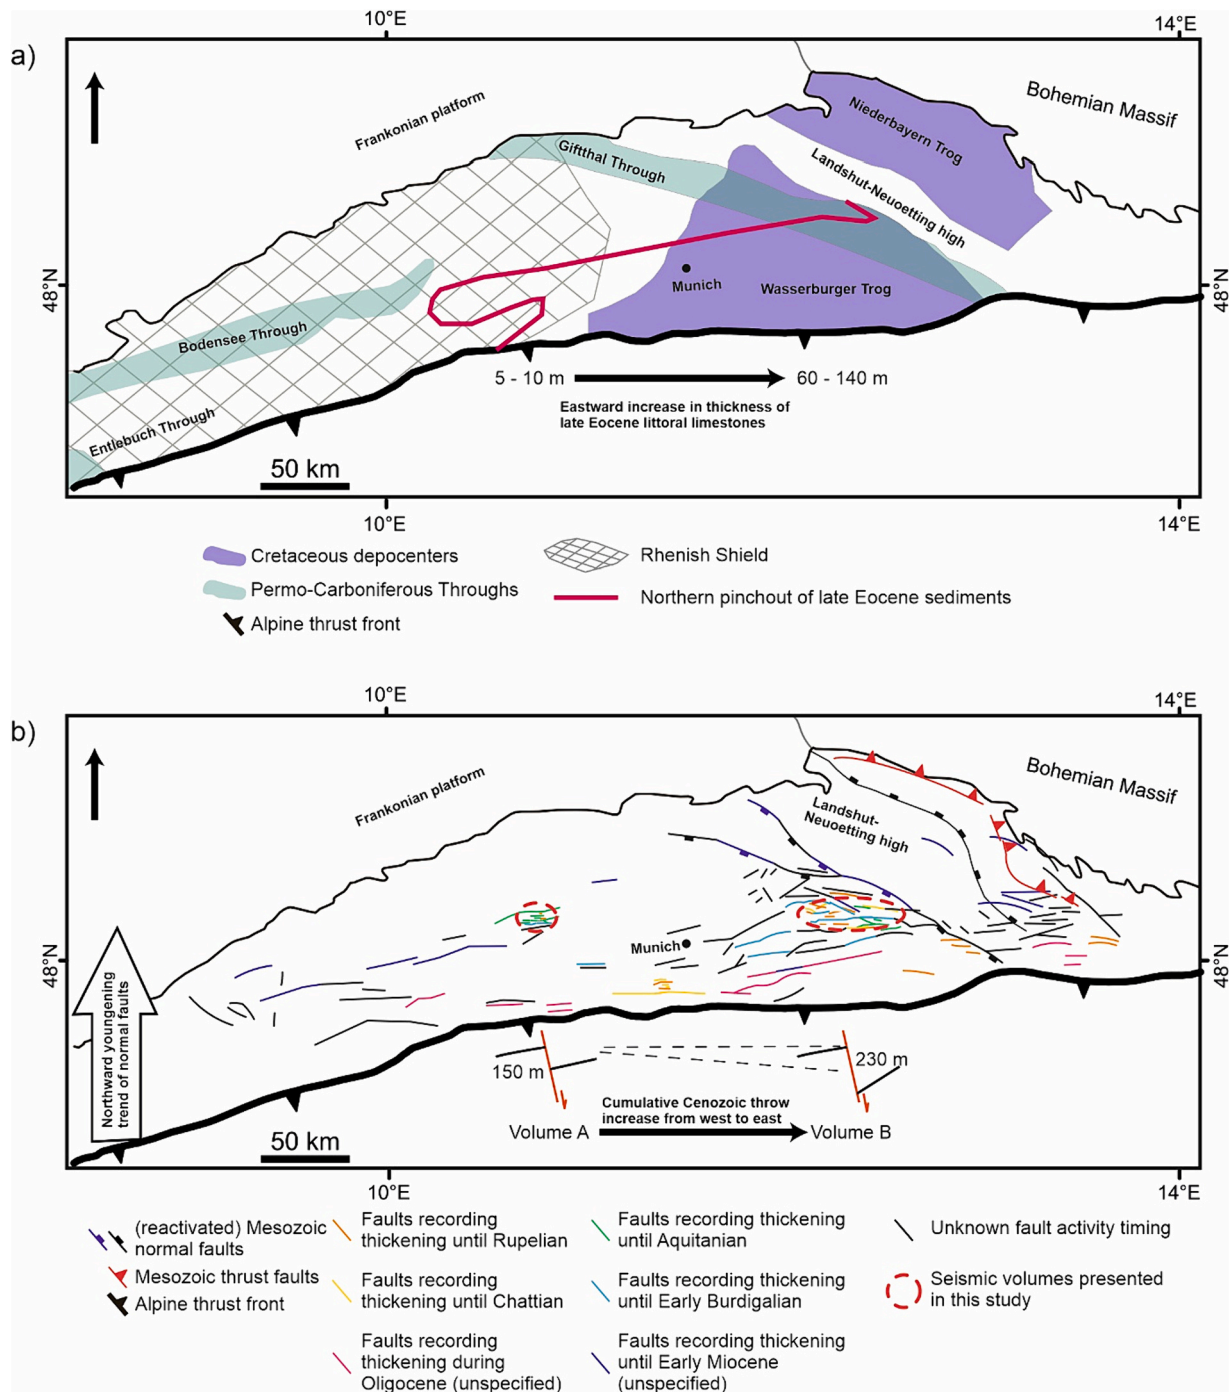 a)
10°E
14°E
Frankonian platform
Bohemian Massif
Niederbayern Trog
Giftthal Through
Landshut-Neuoetting high
48°N
48°N
Munich
Wasserburger Trog
Bodensee Through
5 - 10 m
60 - 140 m
Eastward increase in thickness of
late Eocene littoral limestones
Entlebuch Through
50 km
10°E
14°E
Cretaceous depocenters
Rhenish Shield
Permo-Carboniferous Throughs
Northern pinchout of late Eocene sediments
Alpine thrust front
b)
10°E
14°E
Frankonian platform
Bohemian Massif
Landshut-
Neuoetting high
48°N
48°N
Munich
Northward youngening
trend of normal faults
150 m
230 m
Cumulative Cenozoic throw
increase from west to east
Volume A
Volume B
50 km
10°E
14°E
(reactivated) Mesozoic
normal faults
Mesozoic thrust faults
Alpine thrust front
Faults recording
thickening until Rupelian
Faults recording
thickening until Chattian
Faults recording
thickening during
Oligocene (unspecified)
Faults recording thickening
until Aquitanian
Faults recording thickening
until Early Burdigalian
Faults recording thickening
until Early Miocene
(unspecified)
Unknown fault activity timing
Seismic volumes presented
in this study